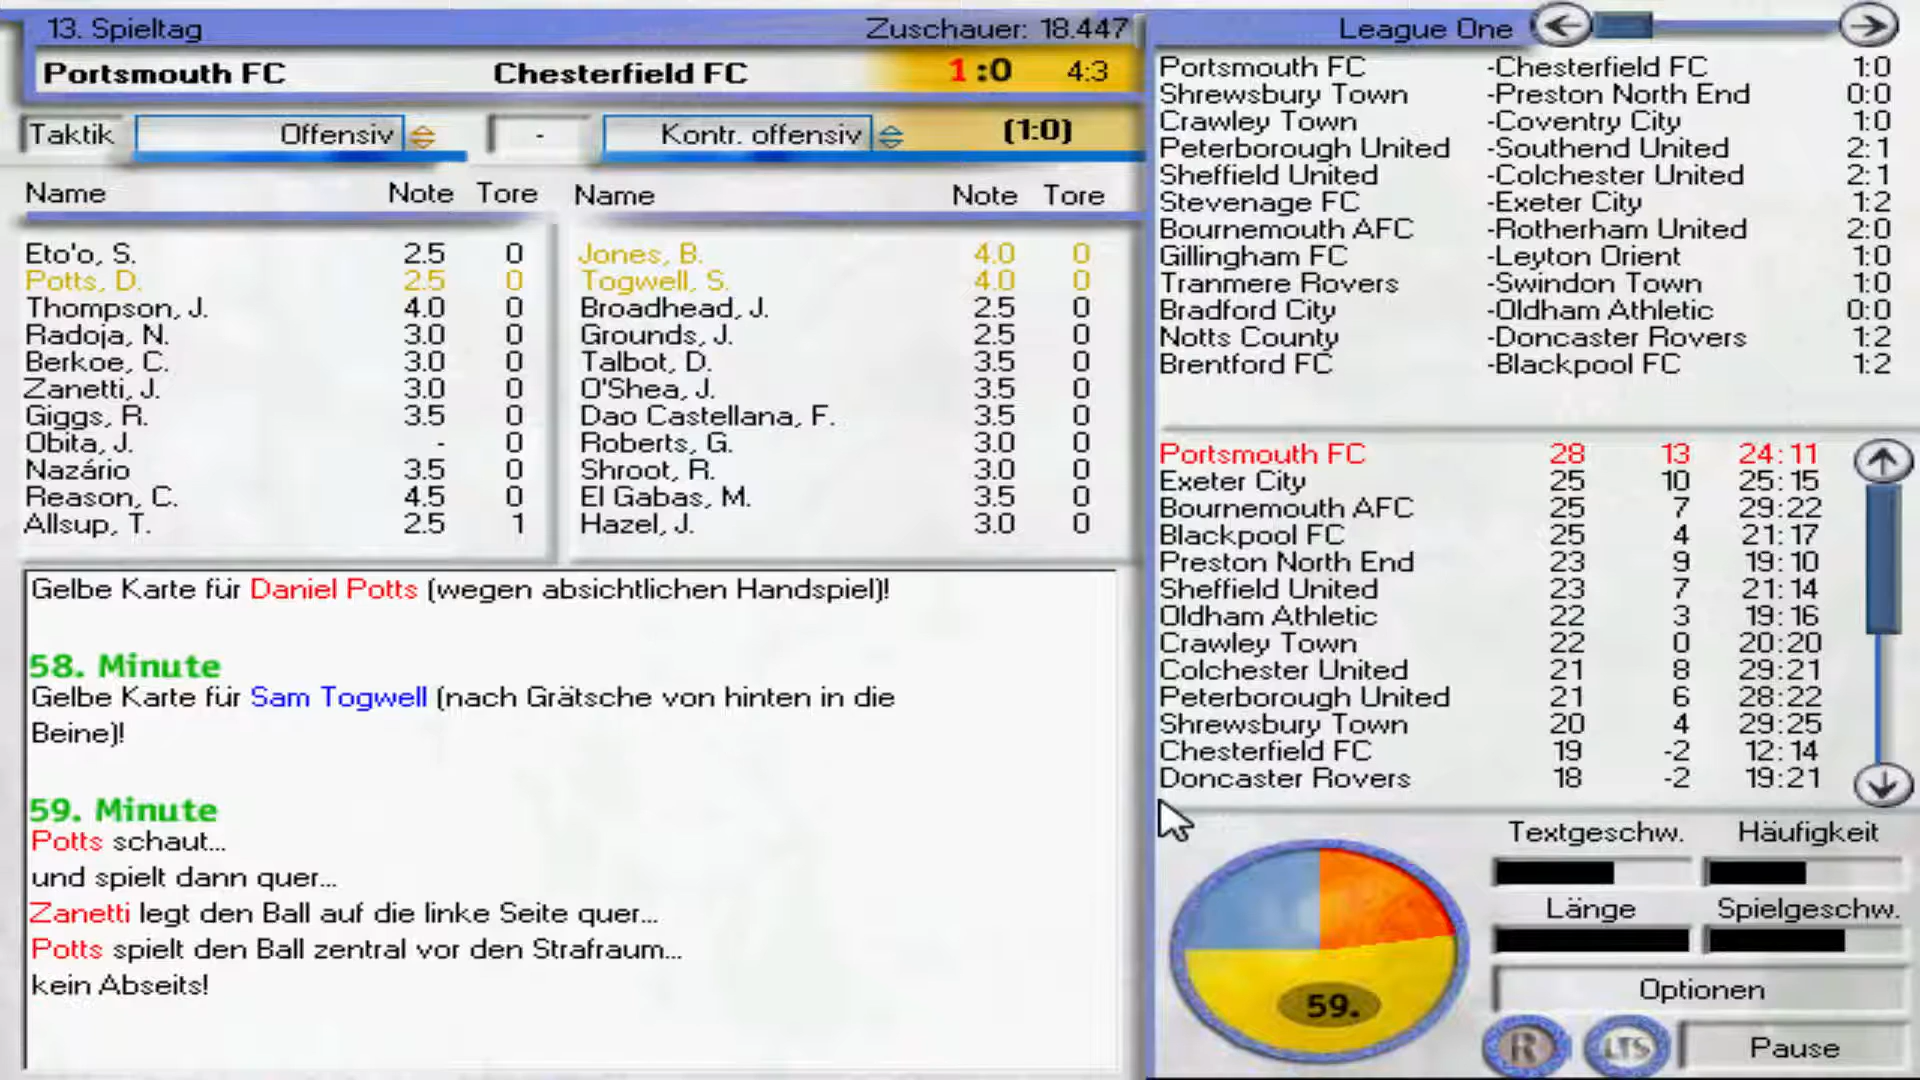 13. Spieltag Zuschauer: 18.447
Portsmouth FC Chesterfield FC 1:0 4:3
Taktik Offensiv - Kontr. offensiv (1:0)
Name Note Tore Name Note Tore
Eto'o, S. 2.5 0 Jones, B. 4.0 0
Potts, D. 2.5 0 Togwell, S. 4.0 0
Thompson, J. 4.0 0 Broadhead, J. 2.5 0
Radoja, N. 3.0 0 Grounds, J. 2.5 0
Berkoe, C. 3.0 0 Talbot, D. 3.5 0
Zanetti, J. 3.0 0 O'Shea, J. 3.5 0
Giggs, R. 3.5 0 Dao Castellana, F. 3.5 0
Obita, J. - 0 Roberts, G. 3.0 0
Nazário 3.5 0 Shroot, R. 3.0 0
Reason, C. 4.5 0 El Gabas, M. 3.5 0
Allsup, T. 2.5 1 Hazel, J. 3.0 0
Gelbe Karte für Daniel Potts (wegen absichtlichen Handspiel)!
58. Minute
Gelbe Karte für Sam Togwell (nach Grätsche von hinten in die
Beine)!
59. Minute
Potts schaut...
und spielt dann quer...
Zanetti legt den Ball auf die linke Seite quer...
Potts spielt den Ball zentral vor den Strafraum...
kein Abseits!
League One
Portsmouth FC -Chesterfield FC 1:0
Shrewsbury Town -Preston North End 0:0
Crawley Town -Coventry City 1:0
Peterborough United -Southend United 2:1
Sheffield United -Colchester United 2:1
Stevenage FC -Exeter City 1:2
Bournemouth AFC -Rotherham United 2:0
Gillingham FC -Leyton Orient 1:0
Tranmere Rovers -Swindon Town 1:0
Bradford City -Oldham Athletic 0:0
Notts County -Doncaster Rovers 1:2
Brentford FC -Blackpool FC 1:2
Portsmouth FC 28 13 24:11
Exeter City 25 10 25:15
Bournemouth AFC 25 7 29:22
Blackpool FC 25 4 21:17
Preston North End 23 9 19:10
Sheffield United 23 7 21:14
Oldham Athletic 22 3 19:16
Crawley Town 22 0 20:20
Colchester United 21 8 29:21
Peterborough United 21 6 28:22
Shrewsbury Town 20 4 29:25
Chesterfield FC 19 -2 12:14
Doncaster Rovers 18 -2 19:21
Textgeschw. Häufigkeit
Länge Spielgeschw.
59.
Optionen
R LTS Pause